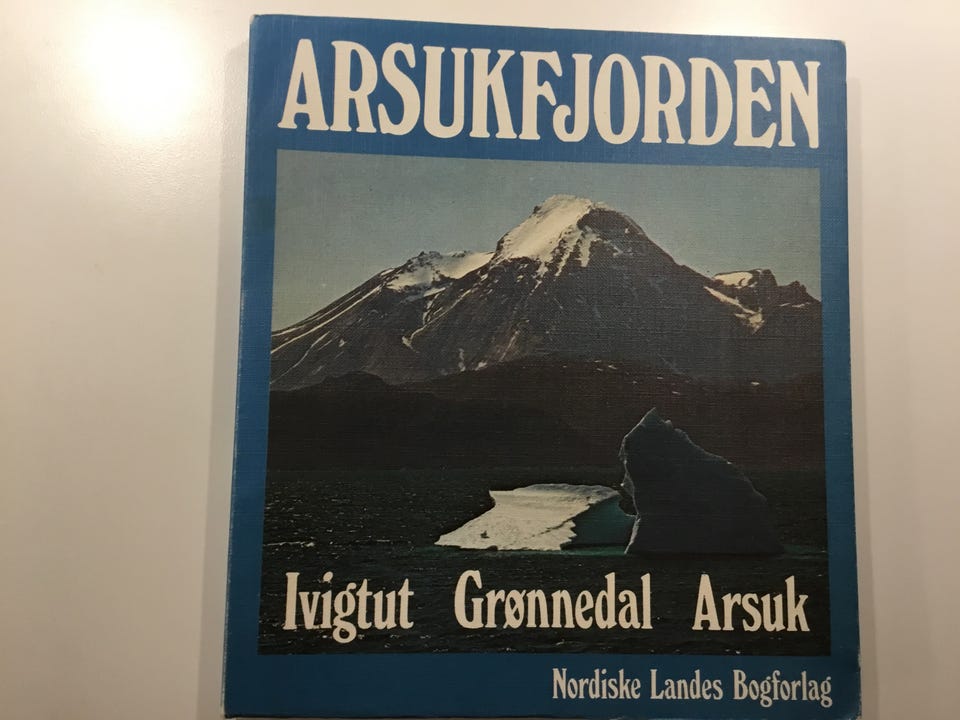 ARSUKFJORDEN
Ivigtut Grønnedal Arsuk
Nordiske Landes Bogforlag